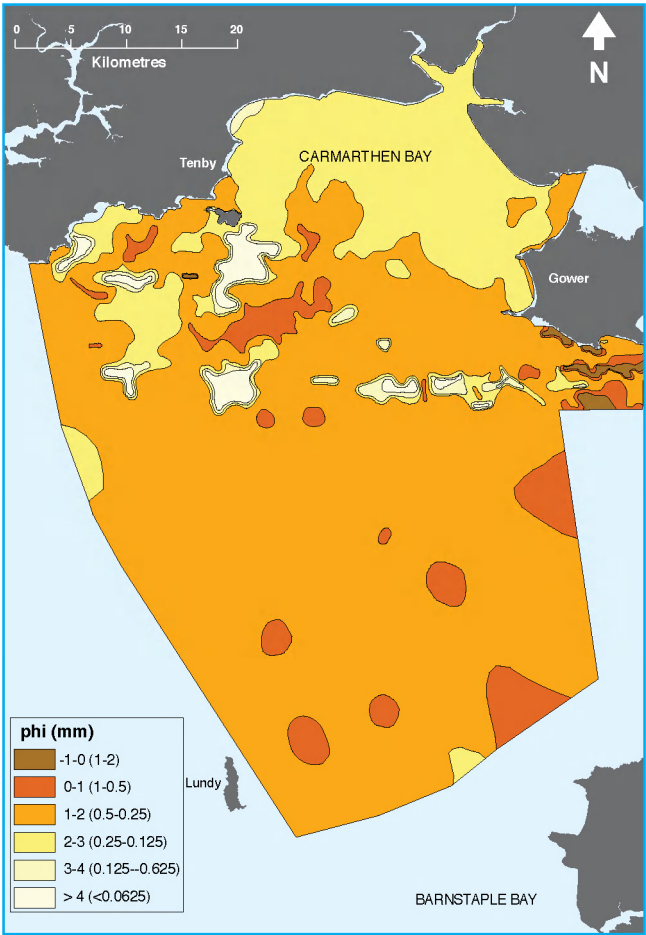 0 5 10 15 20
Kilometres
N
Tenby
CARMARTHEN BAY
Gower
phi (mm)
-1-0 (1-2)
0-1 (1-0.5)
1-2 (0.5-0.25)
2-3 (0.25-0.125)
3-4 (0.125--0.625)
> 4 (<0.0625)
Lundy
BARNSTAPLE BAY